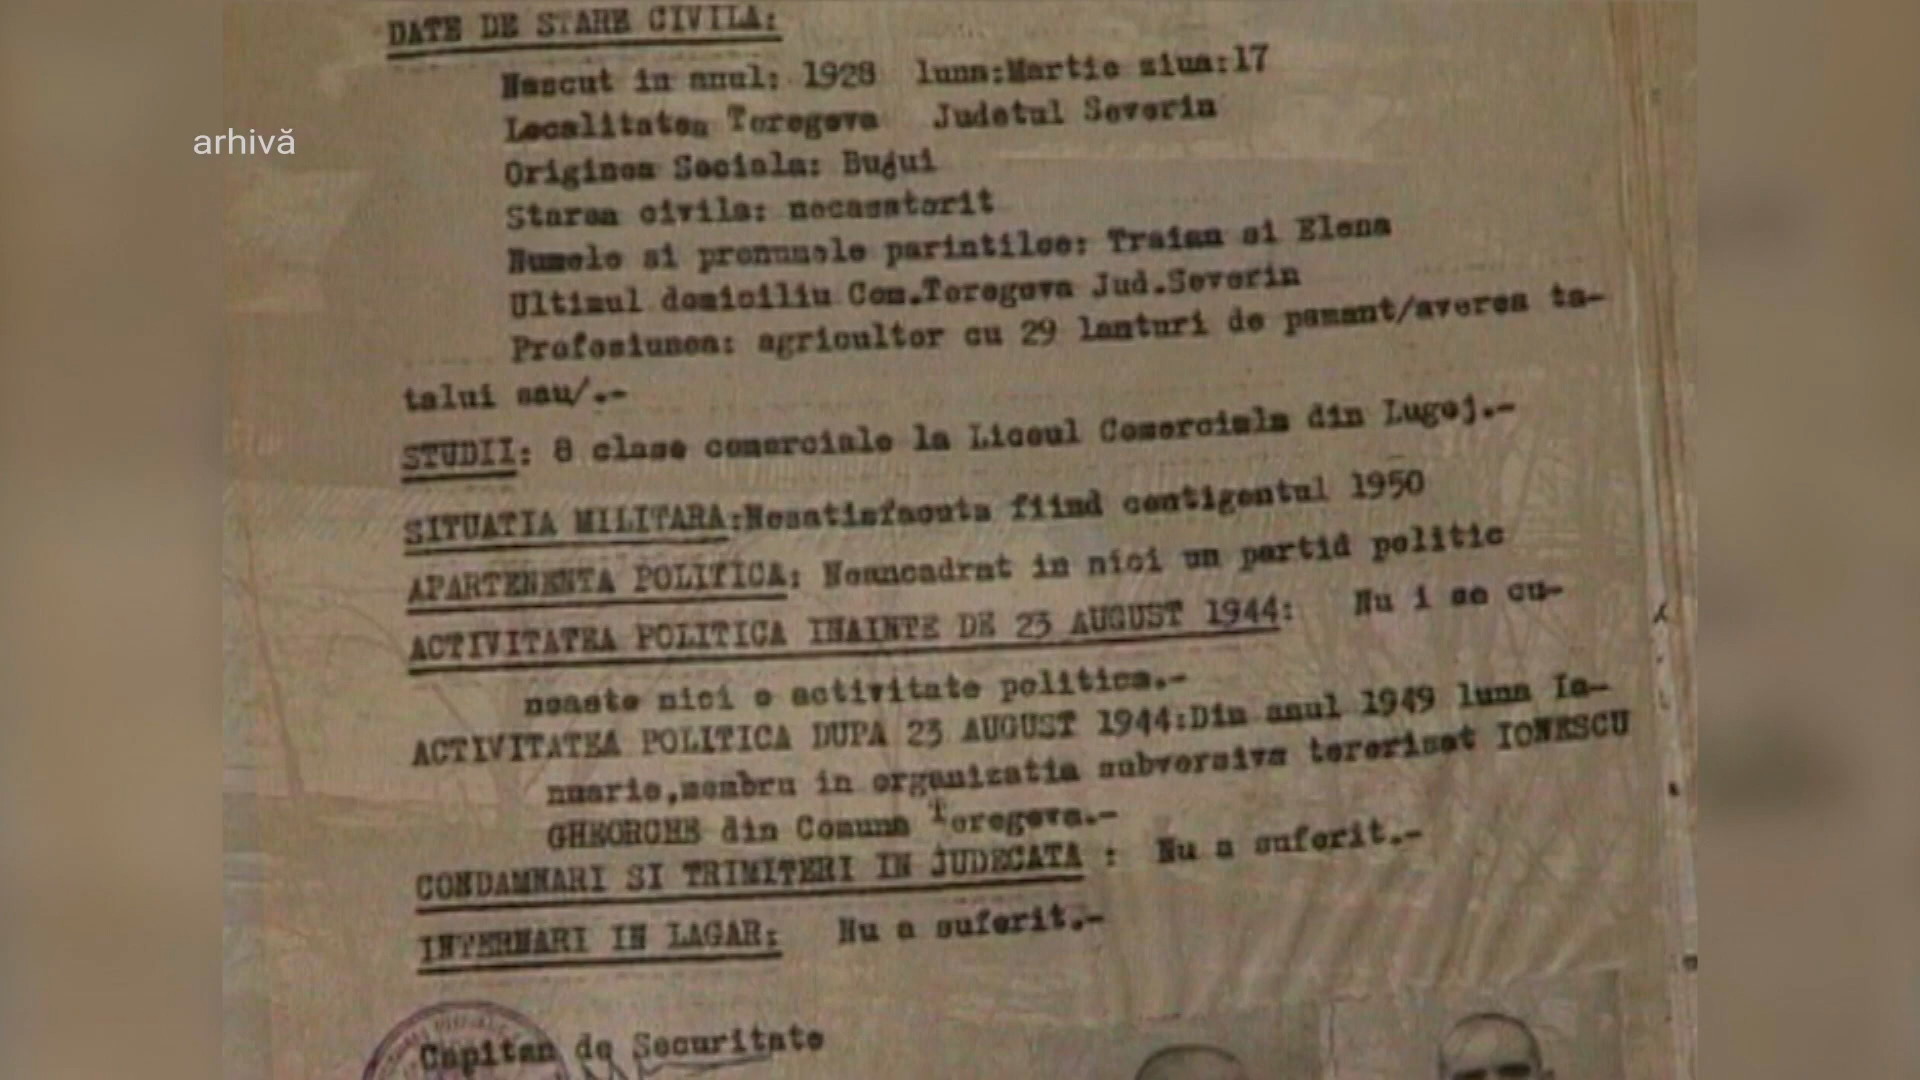 DATE DE STARE CIVILA:
arhivă
Nascut in anul: 1928 luna:Martie ziua:17
Localitatea Teregova Judetul Severin
Originea Sociala: Bugui
Starea civila: necasatorit
Numele si pronumele parintilor: Traian si Elena
Ultimul domiciliu Com.Teregova Jud.Severin
Profesiunea: agricultor cu 29 lanturi de pamant/averea ta-
talui sau/.-
STUDII: 8 clase comerciale la Liceul Comerciala din Lugoj.-
SITUATIA MILITARA:Nesatisfacuta fiind contigentul 1950
APARTENENTA POLITICA: Neancadrat in nici un partid politic
ACTIVITATEA POLITICA INAINTE DE 23 AUGUST 1944: Nu i se cu-
noaste nici o activitate politica.-
ACTIVITATEA POLITICA DUPA 23 AUGUST 1944:Din anul 1949 luna Ia-
nuarie,membru in organizatia subversiva terorisat IONESCU
GHEORGHE din Comuna Teregova.-
CONDAMNARI SI TRIMITERI IN JUDECATA : Nu a suferit.-
INTERNARI IN LAGAR: Nu a suferit.-
Capitan de Securitate